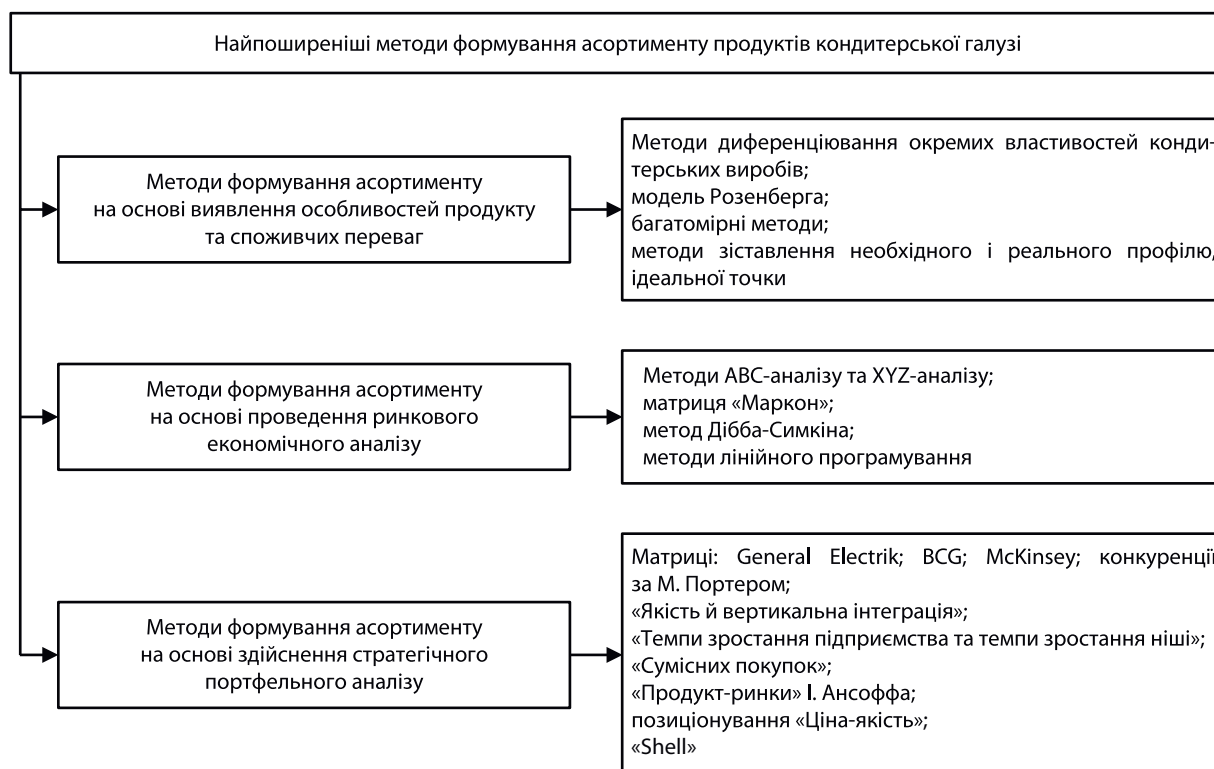 Найпоширеніші методи формування асортименту продуктів кондитерської галузі
Методи формування асортименту
на основі виявлення особливостей продукту
та споживчих переваг
Методи диференціювання окремих властивостей конди-
терських виробів;
модель Розенберга;
багатомірні методи;
методи зіставлення необхідного і реального профілю,
ідеальної точки
Методи формування асортименту
на основі проведення ринкового
економічного аналізу
Методи АВС-аналізу та XYZ-аналізу;
матриця «Маркон»;
метод Дібба-Симкіна;
методи лінійного програмування
Методи формування асортименту
на основі здійснення стратегічного
портфельного аналізу
Матриці: General Electrik; BCG; McKinsey; конкуренції
за М. Портером;
«Якість й вертикальна інтеграція»;
«Темпи зростання підприємства та темпи зростання ніші»;
«Сумісних покупок»;
«Продукт-ринки» І. Ансоффа;
позиціонування «Ціна-якість»;
«Shell»